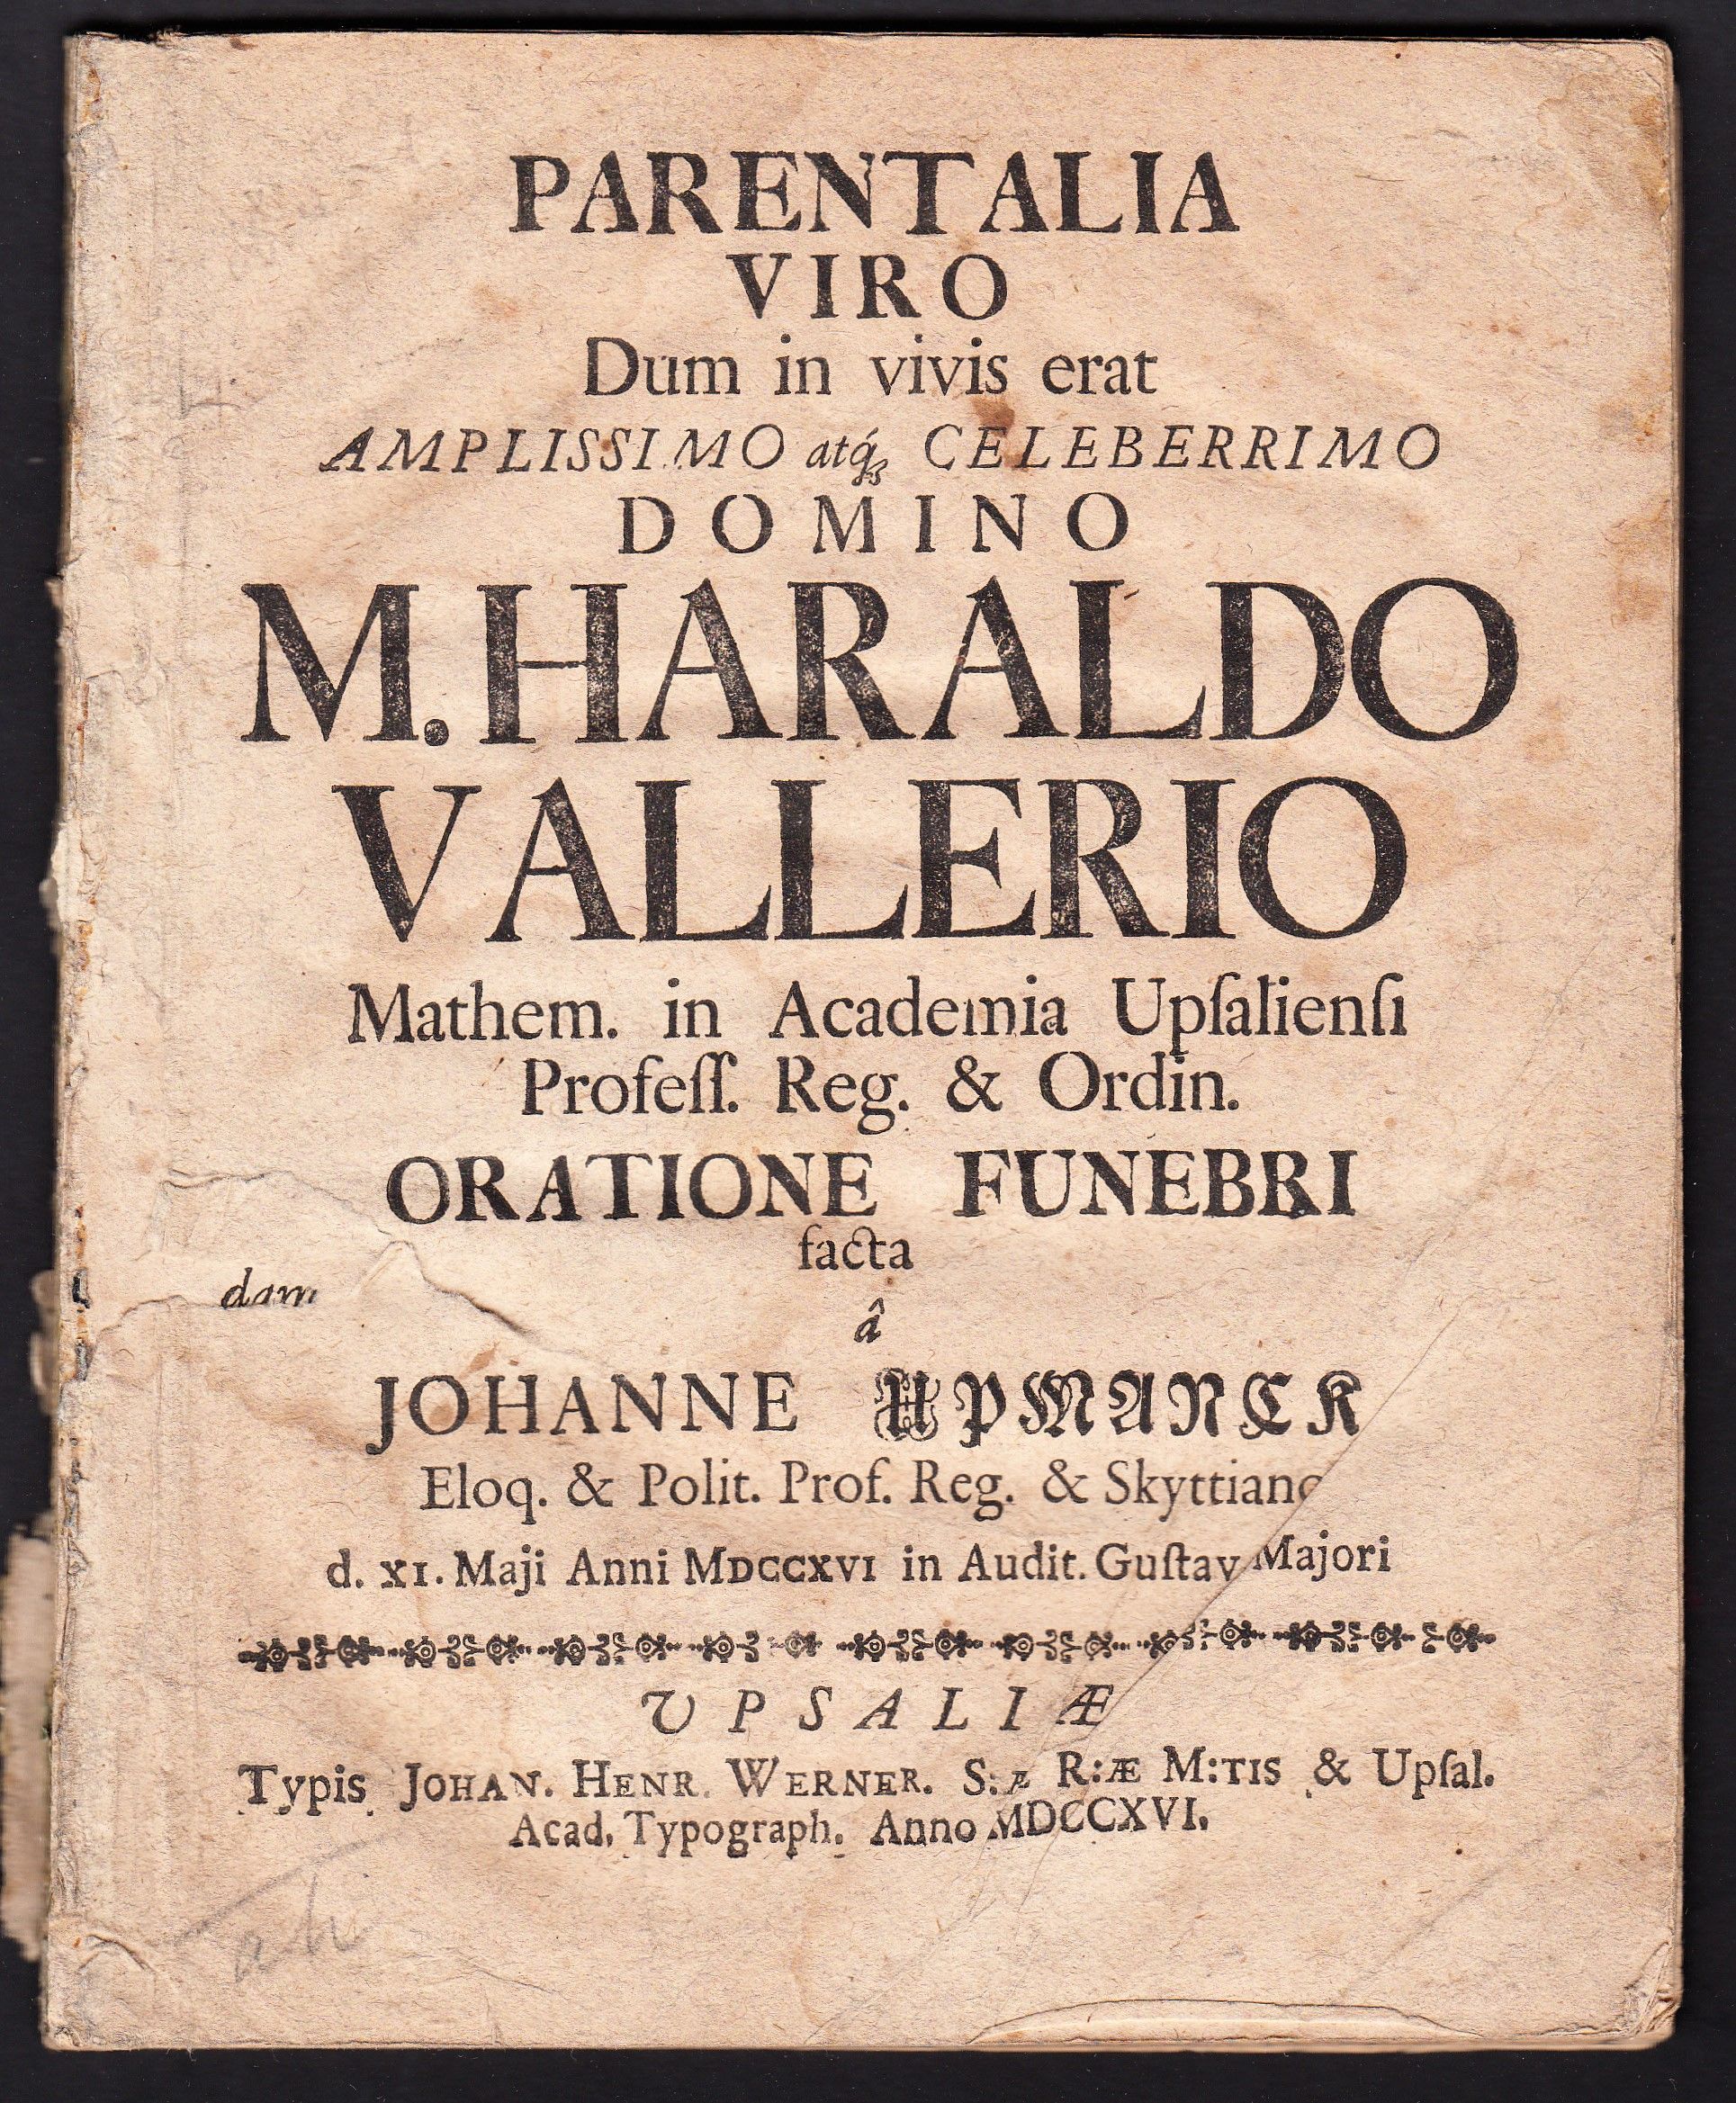 PARENTALIA
VIRO
Dum in vivis erat
AMPLISSIMO atq́; CELEBERRIMO
DOMINO
M. HARALDO
VALLERIO
Mathem. in Academia Upſalienſi
Profeſſ. Reg. & Ordin.
ORATIONE FUNEBRI
facta
dam
â
JOHANNE UPMANCK
Eloq. & Polit. Prof. Reg. & Skyttiano
d. XI. Maji Anni MDCCXVI in Audit. Guſtav Majori
UPSALIÆ
Typis JOHAN. HENR. WERNER. S:Æ R:Æ M:TIS & Upſal.
Acad. Typograph. Anno MDCCXVI.